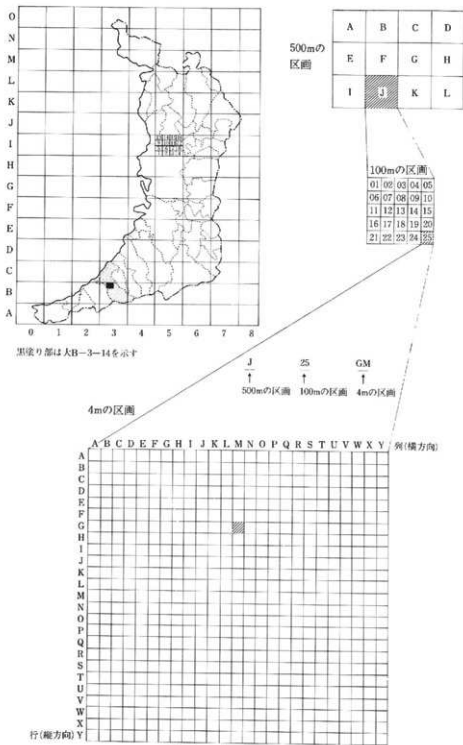 O
N
M
L
K
J
I
H
G
F
E
D
C
B
A
0 1 2 3 4 5 6 7 8
黒塗り部は大B-3-14を示す
500mの
区画
A B C D
E F G H
I J K L
100mの区画
01 02 03 04 05
06 07 08 09 10
11 12 13 14 15
16 17 18 19 20
21 22 23 24 25
J 25 GM
↑500mの区画 ↑100mの区画 ↑4mの区画
4mの区画
A B C D E F G H I J K L M N O P Q R S T U V W X Y 列(横方向)
A
B
C
D
E
F
G
H
I
J
K
L
M
N
O
P
Q
R
S
T
U
V
W
X
行(縦方向) Y